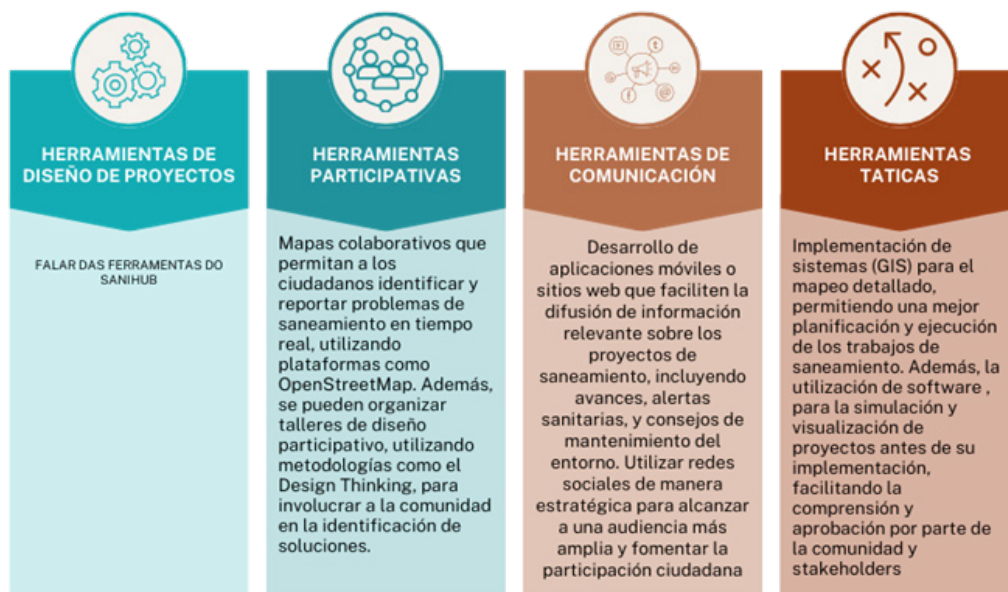 HERRAMIENTAS DE
DISEÑO DE PROYECTOS
FALAR DAS FERRAMENTAS DO
SANIHUB
HERRAMIENTAS
PARTICIPATIVAS
Mapas colaborativos que
permitan a los
ciudadanos identificar y
reportar problemas de
saneamiento en tiempo
real, utilizando
plataformas como
OpenStreetMap. Además,
se pueden organizar
talleres de diseño
participativo, utilizando
metodologías como el
Design Thinking, para
involucrar a la comunidad
en la identificación de
soluciones.
HERRAMIENTAS DE
COMUNICACIÓN
Desarrollo de
aplicaciones móviles o
sitios web que faciliten la
difusión de información
relevante sobre los
proyectos de
saneamiento, incluyendo
avances, alertas
sanitarias, y consejos de
mantenimiento del
entorno. Utilizar redes
sociales de manera
estratégica para alcanzar
a una audiencia más
amplia y fomentar la
participación ciudadana
HERRAMIENTAS
TATICAS
Implementación de
sistemas (GIS) para el
mapeo detallado,
permitiendo una mejor
planificación y ejecución
de los trabajos de
saneamiento. Además, la
utilización de software ,
para la simulación y
visualización de
proyectos antes de su
implementación,
facilitando la
comprensión y
aprobación por parte de
la comunidad y
stakeholders